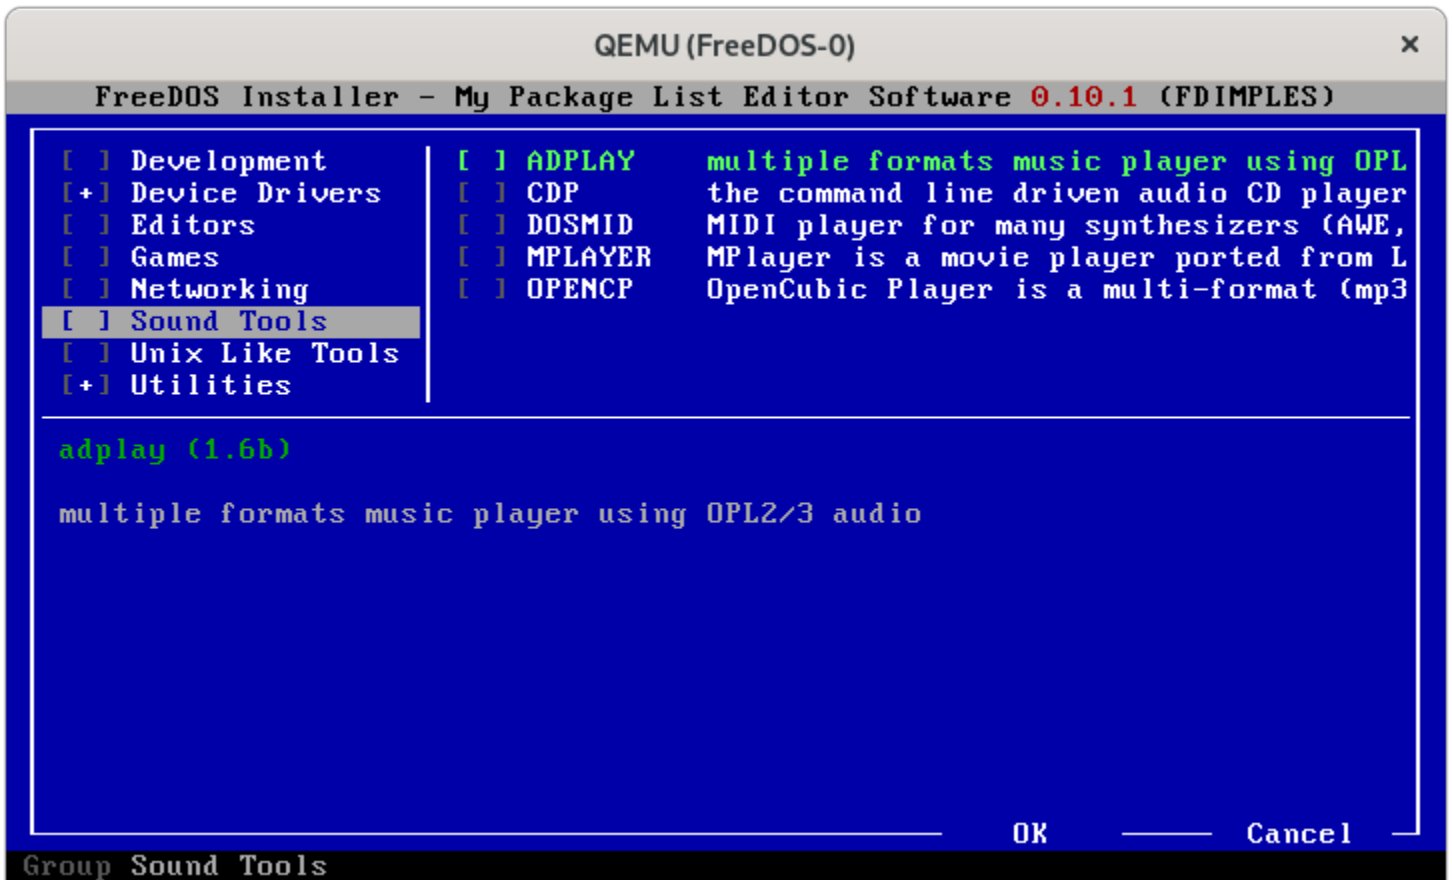 QEMU (FreeDOS-0) ×
FreeDOS Installer - My Package List Editor Software 0.10.1 (FDIMPLES)
[ ] Development
[+] Device Drivers
[ ] Editors
[ ] Games
[ ] Networking
[ ] Sound Tools
[ ] Unix Like Tools
[+] Utilities
[ ] ADPLAY multiple formats music player using OPL
[ ] CDP the command line driven audio CD player
[ ] DOSMID MIDI player for many synthesizers (AWE,
[ ] MPLAYER MPlayer is a movie player ported from L
[ ] OPENCP OpenCubic Player is a multi-format (mp3
adplay (1.6b)
multiple formats music player using OPL2/3 audio
OK Cancel
Group Sound Tools